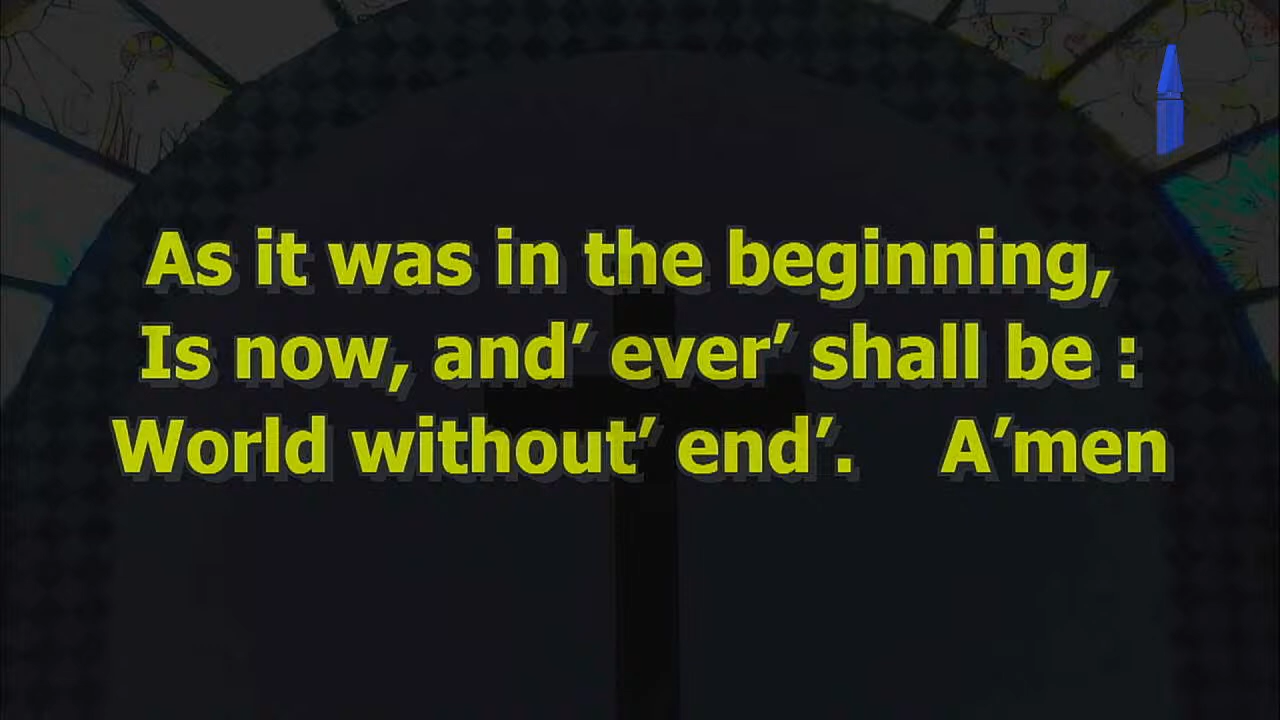 As it was in the beginning,
Is now, and’ ever’ shall be :
World without’ end’. A’men